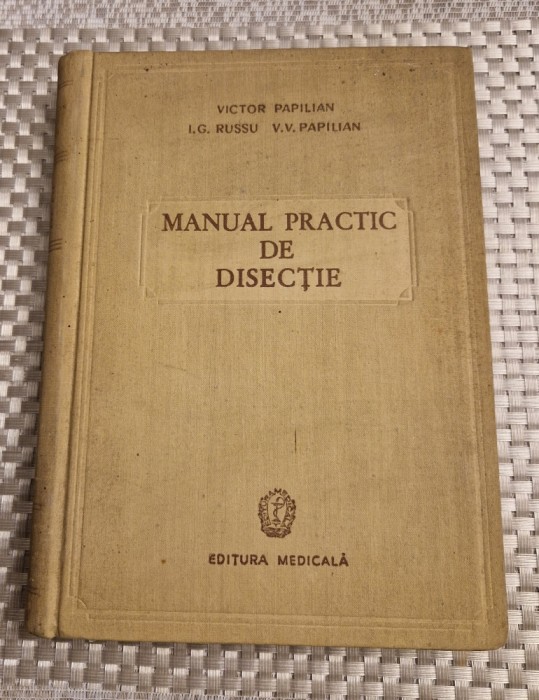 VICTOR PAPILIAN
I.G. RUSSU V.V. PAPILIAN
MANUAL PRACTIC
DE
DISECȚIE
EDITURA MEDICALĂ